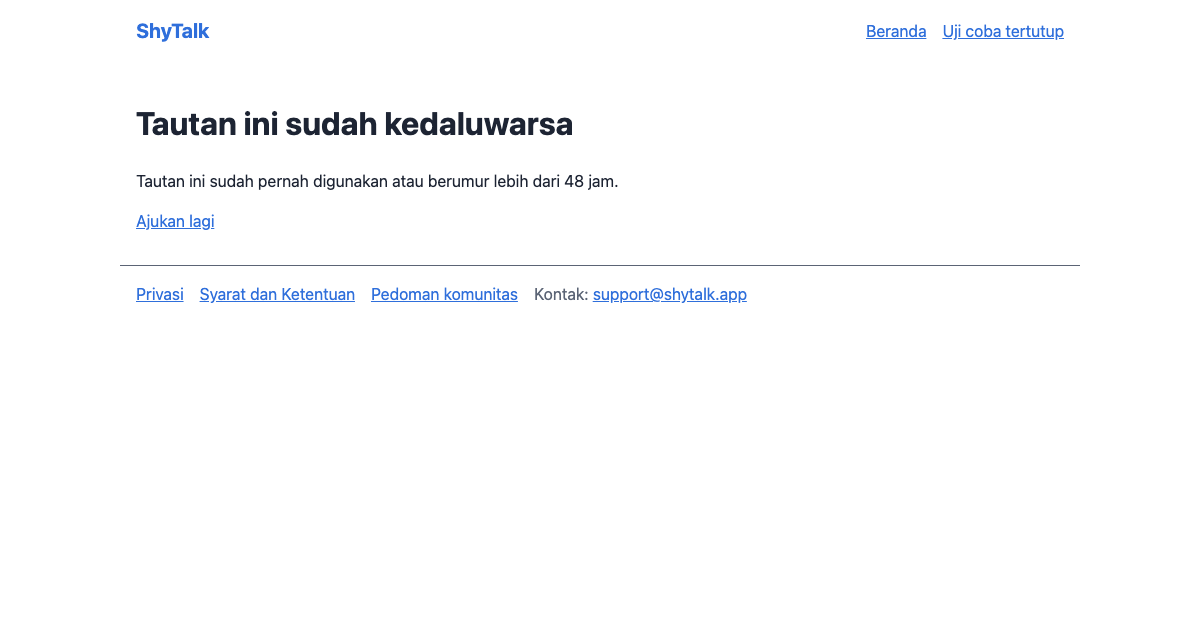 ShyTalk
Beranda Uji coba tertutup
Tautan ini sudah kedaluwarsa
Tautan ini sudah pernah digunakan atau berumur lebih dari 48 jam.
Ajukan lagi
Privasi Syarat dan Ketentuan Pedoman komunitas Kontak: support@shytalk.app